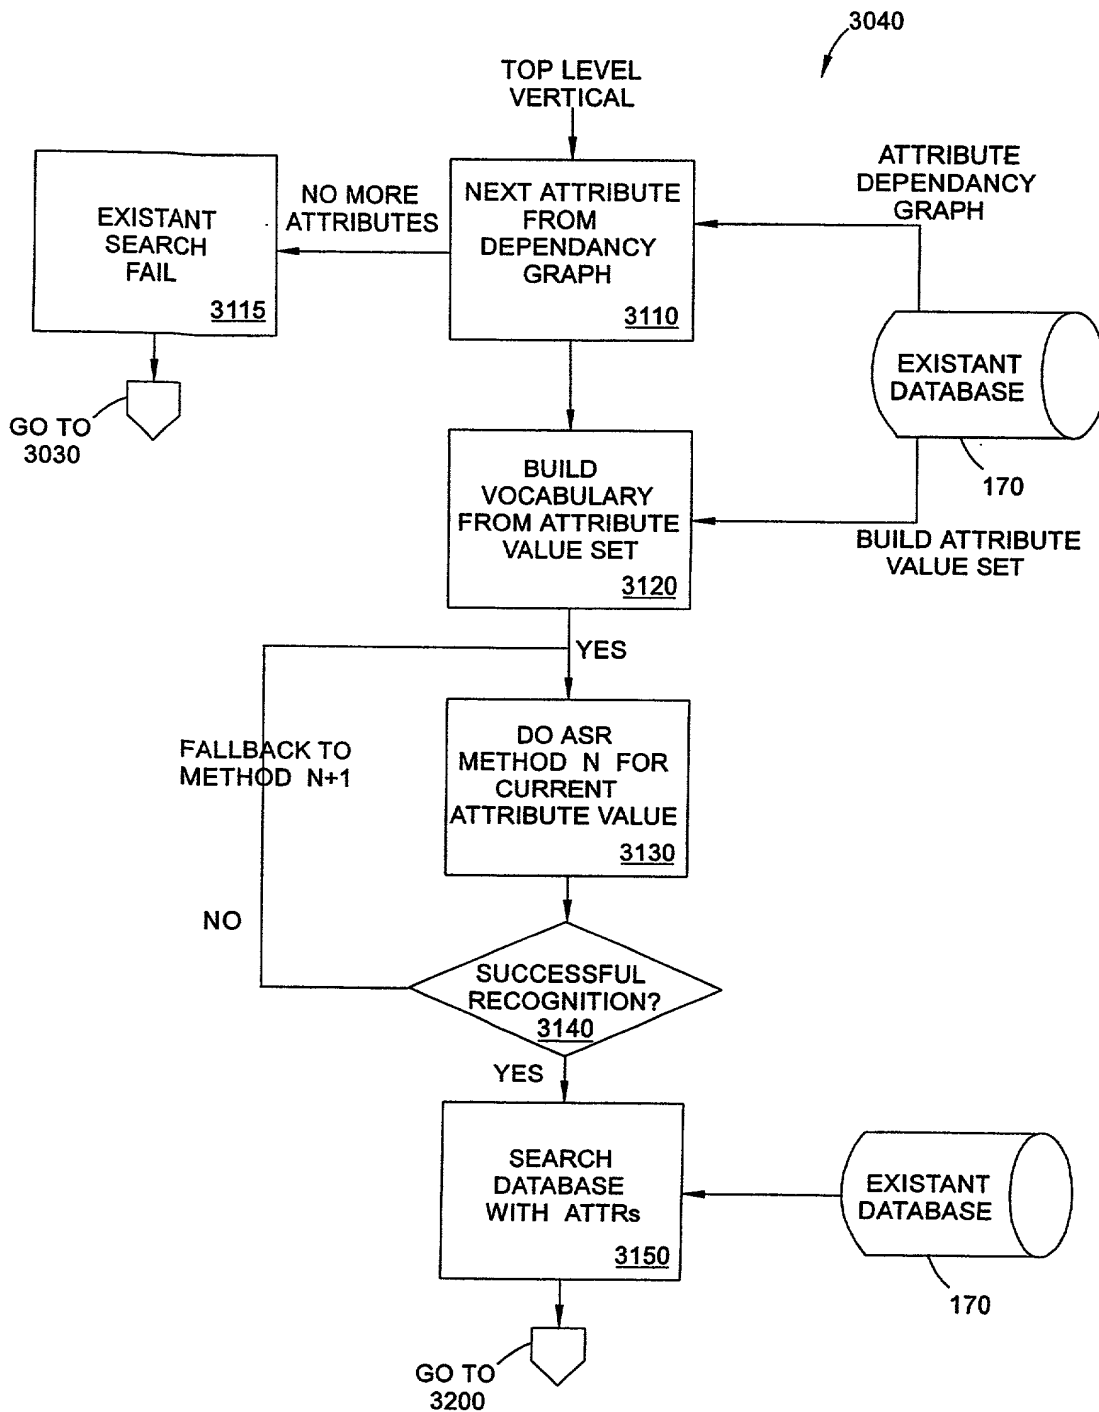 3040
TOP LEVEL
VERTICAL
ATTRIBUTE
DEPENDANCY
GRAPH
EXISTANT
SEARCH
FAIL
3115
NO MORE
ATTRIBUTES
NEXT ATTRIBUTE
FROM
DEPENDANCY
GRAPH
3110
EXISTANT
DATABASE
170
GO TO
3030
BUILD
VOCABULARY
FROM ATTRIBUTE
VALUE SET
3120
BUILD ATTRIBUTE
VALUE SET
YES
FALLBACK TO
METHOD N+1
DO ASR
METHOD N FOR
CURRENT
ATTRIBUTE VALUE
3130
NO
SUCCESSFUL
RECOGNITION?
3140
YES
SEARCH
DATABASE
WITH ATTRs
3150
EXISTANT
DATABASE
170
GO TO
3200